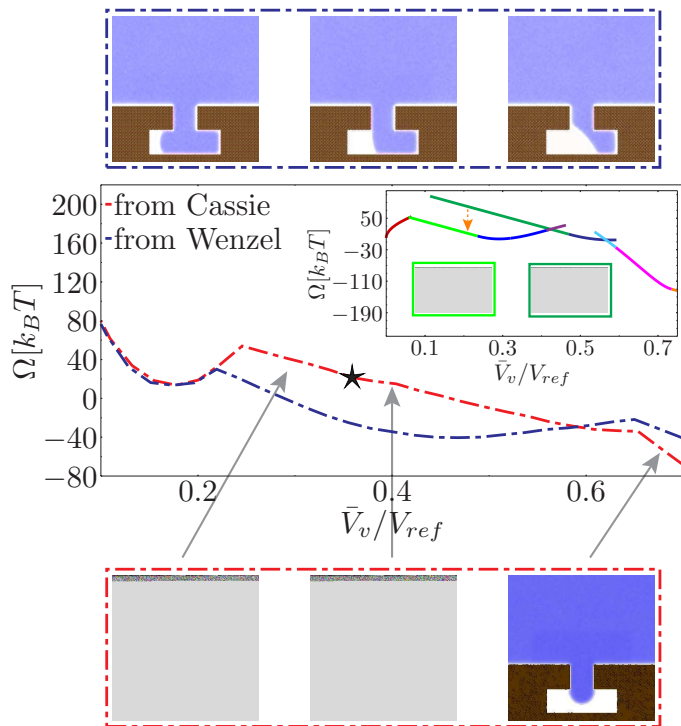 220
160
120
80
40
0
−40
−80
Ω[k_BT]
from Cassie
from Wenzel
50
−30
−110
−190
Ω[k_BT]
0.1 0.3 0.5 0.7
V̄_v/V_ref
0.2 0.4 0.6
V̄_v/V_ref